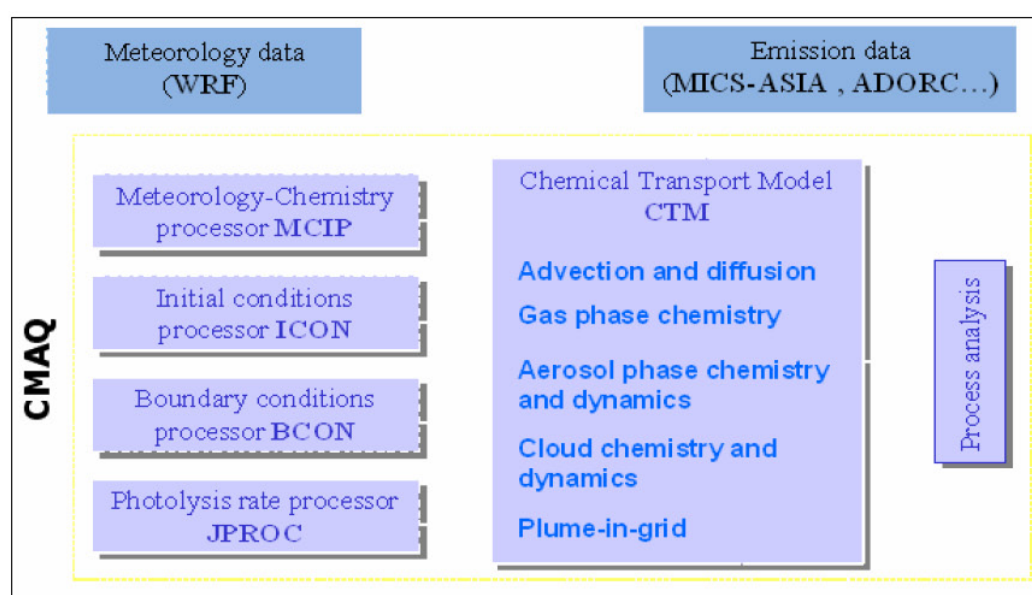 Meteorology data
(WRF)
Emission data
(MICS-ASIA , ADORC…)
CMAQ
Meteorology-Chemistry
processor MCIP
Initial conditions
processor ICON
Boundary conditions
processor BCON
Photolysis rate processor
JPROC
Chemical Transport Model
CTM
Advection and diffusion
Gas phase chemistry
Aerosol phase chemistry
and dynamics
Cloud chemistry and
dynamics
Plume-in-grid
Process analysis